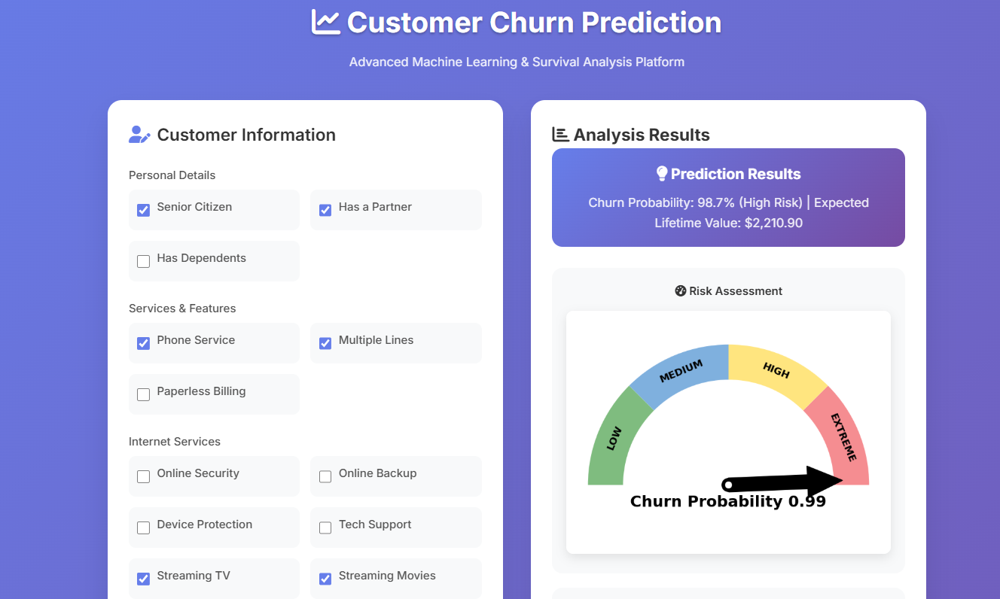 Customer Churn Prediction
Advanced Machine Learning & Survival Analysis Platform
Customer Information
Personal Details
Senior Citizen
Has a Partner
Has Dependents
Services & Features
Phone Service
Multiple Lines
Paperless Billing
Internet Services
Online Security
Online Backup
Device Protection
Tech Support
Streaming TV
Streaming Movies
Analysis Results
Prediction Results
Churn Probability: 98.7% (High Risk) | Expected
Lifetime Value: $2,210.90
Risk Assessment
LOW
MEDIUM
HIGH
EXTREME
Churn Probability 0.99